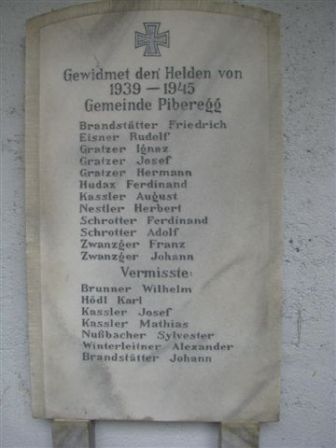 Gewidmet den Helden von
1939 — 1945
Gemeinde Piberegg
Brandstätter Friedrich
Eisner Rudolf
Gratzer Ignaz
Gratzer Josef
Gratzer Hermann
Hudax Ferdinand
Kassler August
Nestler Herbert
Schrotter Ferdinand
Schrotter Adolf
Zwanzger Franz
Zwanzger Johann
Vermisste:
Brunner Wilhelm
Hödl Karl
Kassler Josef
Kassler Mathias
Nußbacher Sylvester
Winterleitner Alexander
Brandstätter Johann